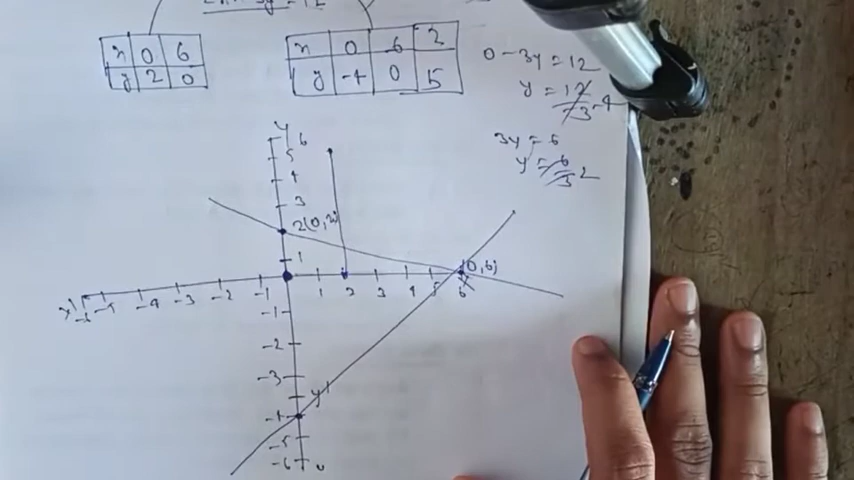 x 0 6
y 2 0
x 0 6 2
y -4 0 5
0 - 3y = 12
y = 12
-3 -4
3y = 6
y = 6
3 2
y
6
5
4
3
2(0,2)
1
(0,6)
x' -6 -5 -4 -3 -2 -1 1 2 3 4 5 6 x
-1
-2
-3
y'
-4
-5
-6